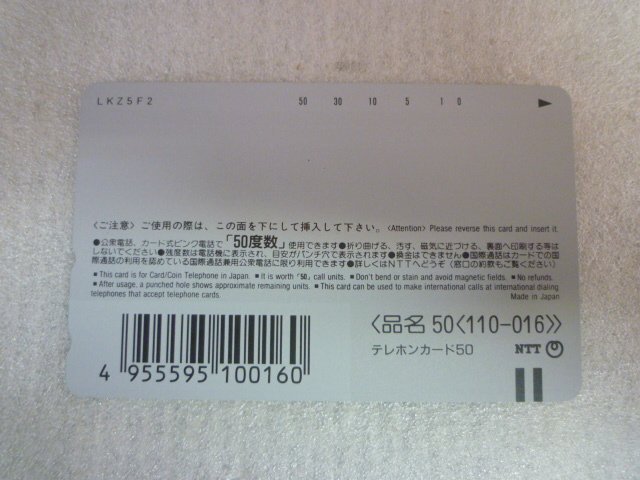 LKZ5F2 50 30 10 5 1 0
〈ご注意〉ご使用の際は、この面を下にして挿入して下さい。〈Attention〉Please reverse this card and insert it.
●公衆電話、カード式ピンク電話で「50度数」使用できます●折り曲げる、汚す、磁気に近づける、裏面へ印刷する等は
しないでください●残度数は電話機に表示され、目安がパンチ穴で表示されます●換金はできません●国際通話はカードでの国
際通話の利用を認めている国際通話兼用公衆電話に限り利用できます●詳しくはNTTへどうぞ（窓口の約款もご覧ください）
■This card is for Card/Coin Telephone in Japan. ■It is worth "50" call units. ■Don't bend or stain and avoid magnetic fields. ■No refunds.
■After usage, a punched hole shows approximate remaining units. ■This card can be used to make international calls at international dialing
telephones that accept telephone cards. Made in Japan
〈品名 50〈110-016〉〉
テレホンカード50 NTT
4 955595 100160